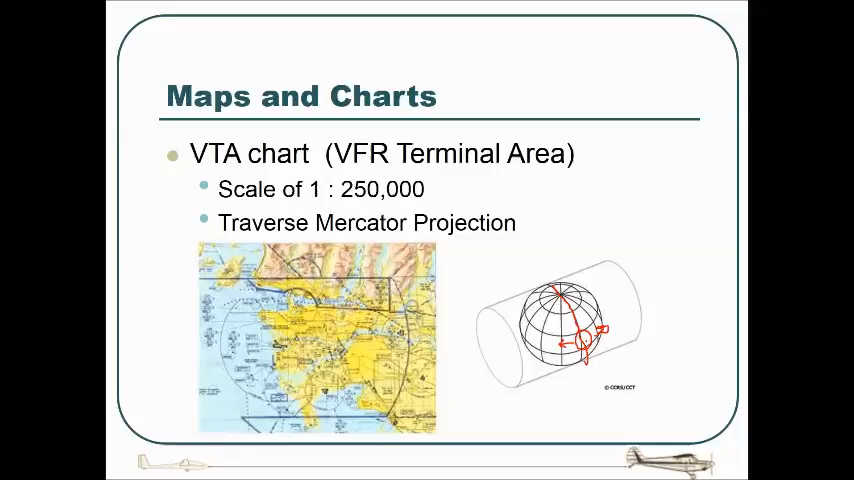 Maps and Charts
VTA chart (VFR Terminal Area)
Scale of 1 : 250,000
Traverse Mercator Projection
© CCRS/CCT